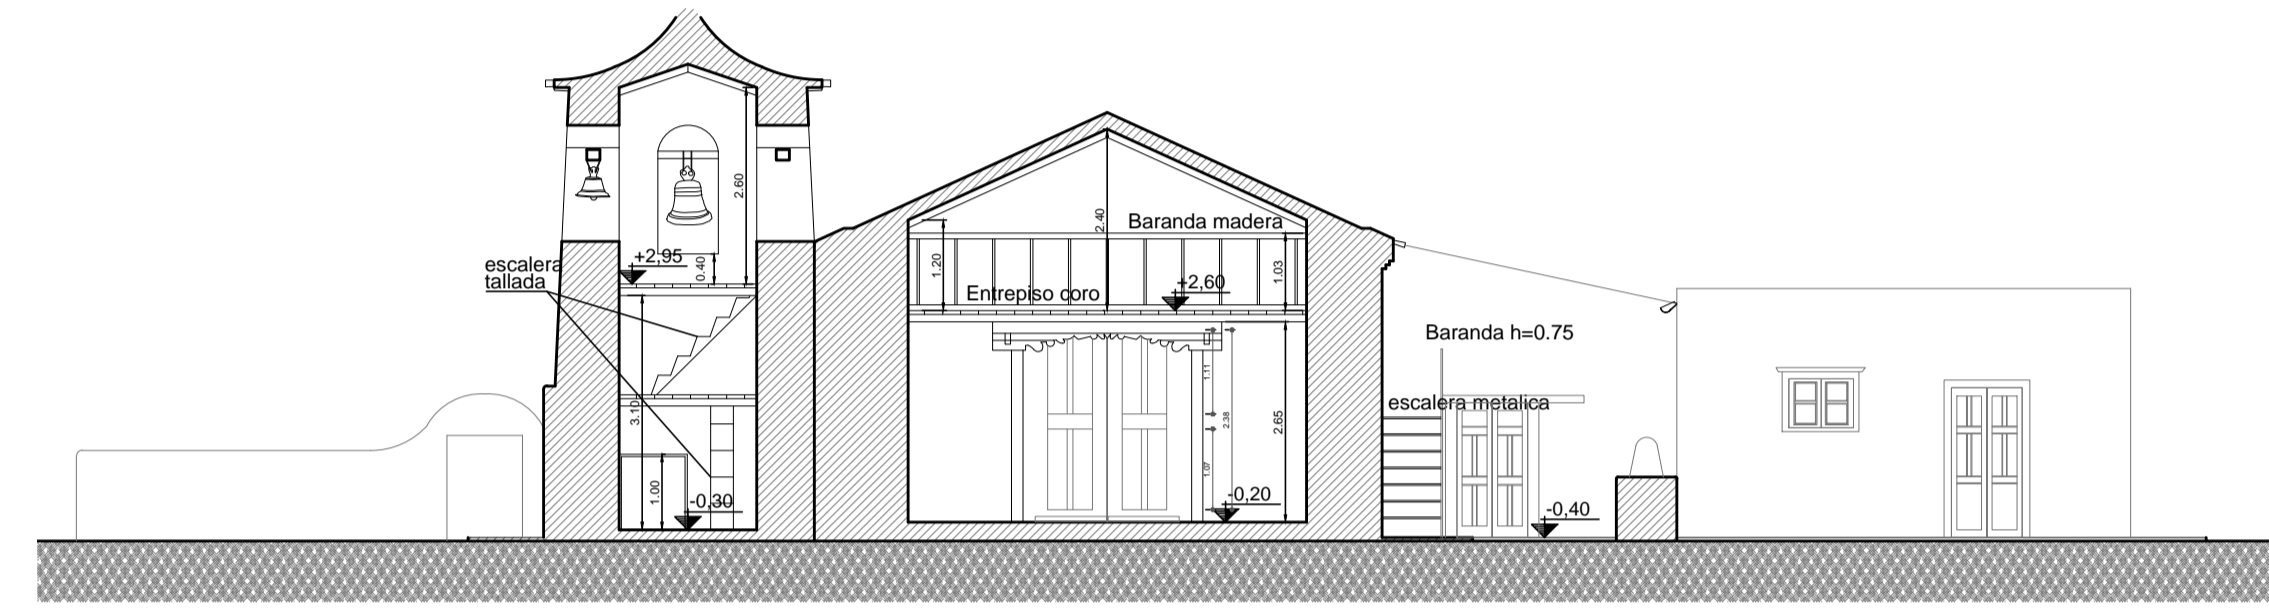 2.60
escalera
tallada
+2,95
0.40
3.10
1.00
-0,30
2.40
Baranda madera
1.20
1.03
+2,60
Entrepiso coro
1.11
2.38
1.07
2.65
-0,20
Baranda h=0.75
escalera metalica
-0,40